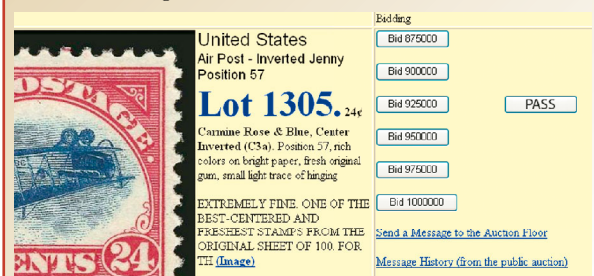 Bidding
United States
Air Post - Inverted Jenny
Position 57
Lot 1305. 24¢
Carmine Rose & Blue, Center
Inverted (C3a). Position 57, rich
colors on bright paper, fresh original
gum, small light trace of hinging
EXTREMELY FINE. ONE OF THE
BEST-CENTERED AND
FRESHEST STAMPS FROM THE
ORIGINAL SHEET OF 100. FOR
TH (Image)
POSTAGE
ENTS 24
Bid 875000
Bid 900000
Bid 925000
PASS
Bid 950000
Bid 975000
Bid 1000000
Send a Message to the Auction Floor
Message History (from the public auction)